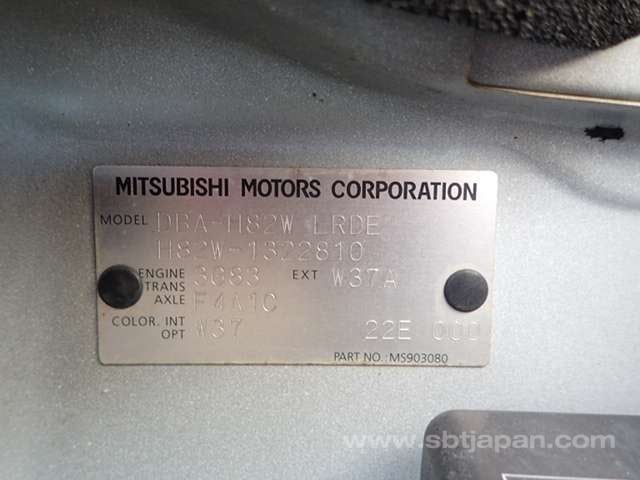 MITSUBISHI MOTORS CORPORATION
MODEL DBA-H82W LRDE
H82W-1322810
ENGINE 3G83 EXT W37A
TRANS
AXLE F4A1C
COLOR. INT W37 22E 000
OPT
PART NO.:MS903080
www.sbtjapan.com